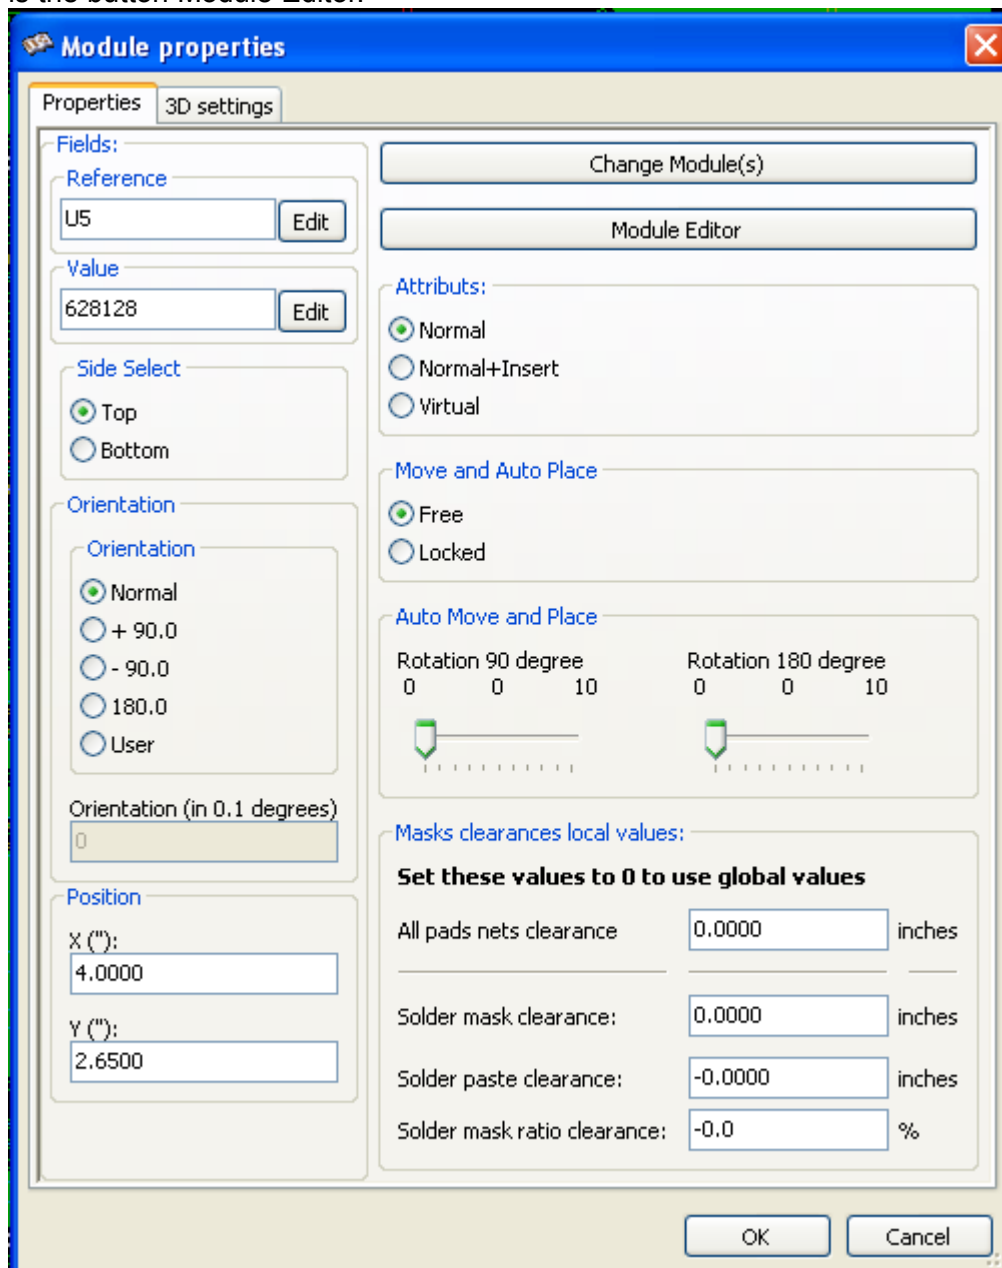 is the button Module Editor.
Module properties
Properties
3D settings
Fields:
Reference
U5
Edit
Value
628128
Edit
Side Select
Top
Bottom
Orientation
Orientation
Normal
+ 90.0
- 90.0
180.0
User
Orientation (in 0.1 degrees)
0
Position
X ("):
4.0000
Y ("):
2.6500
Change Module(s)
Module Editor
Attributs:
Normal
Normal+Insert
Virtual
Move and Auto Place
Free
Locked
Auto Move and Place
Rotation 90 degree
0 0 10
Rotation 180 degree
0 0 10
Masks clearances local values:
Set these values to 0 to use global values
All pads nets clearance 0.0000 inches
Solder mask clearance: 0.0000 inches
Solder paste clearance: -0.0000 inches
Solder mask ratio clearance: -0.0 %
OK
Cancel